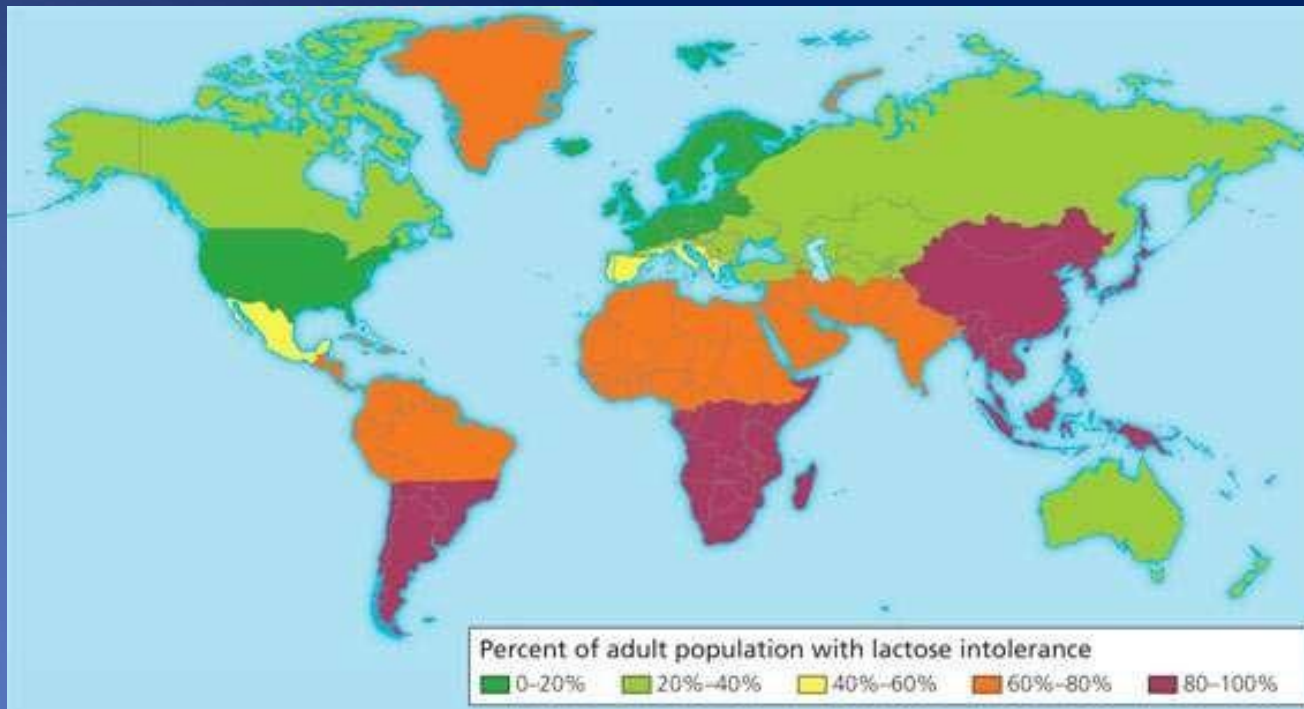 Percent of adult population with lactose intolerance
0–20% 20%–40% 40%–60% 60%–80% 80–100%